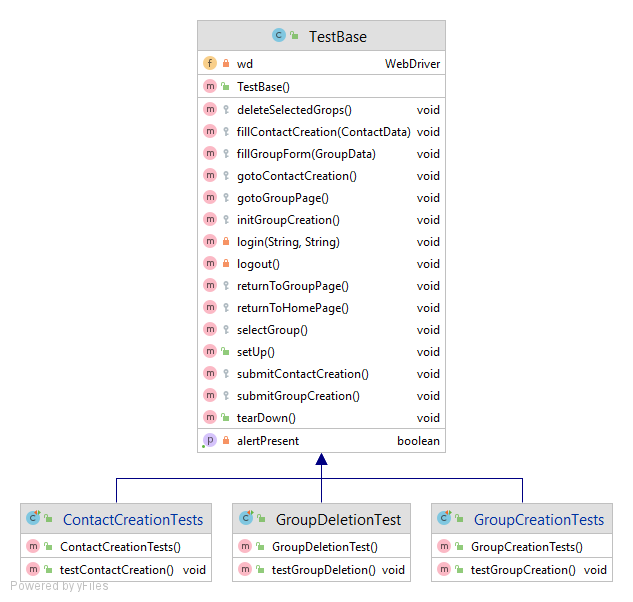 TestBase
wd WebDriver
TestBase()
deleteSelectedGrops() void
fillContactCreation(ContactData) void
fillGroupForm(GroupData) void
gotoContactCreation() void
gotoGroupPage() void
initGroupCreation() void
login(String, String) void
logout() void
returnToGroupPage() void
returnToHomePage() void
selectGroup() void
setUp() void
submitContactCreation() void
submitGroupCreation() void
tearDown() void
alertPresent boolean
ContactCreationTests GroupDeletionTest GroupCreationTests
ContactCreationTests() GroupDeletionTest() GroupCreationTests()
testContactCreation() void testGroupDeletion() void testGroupCreation() void
Powered by yFiles